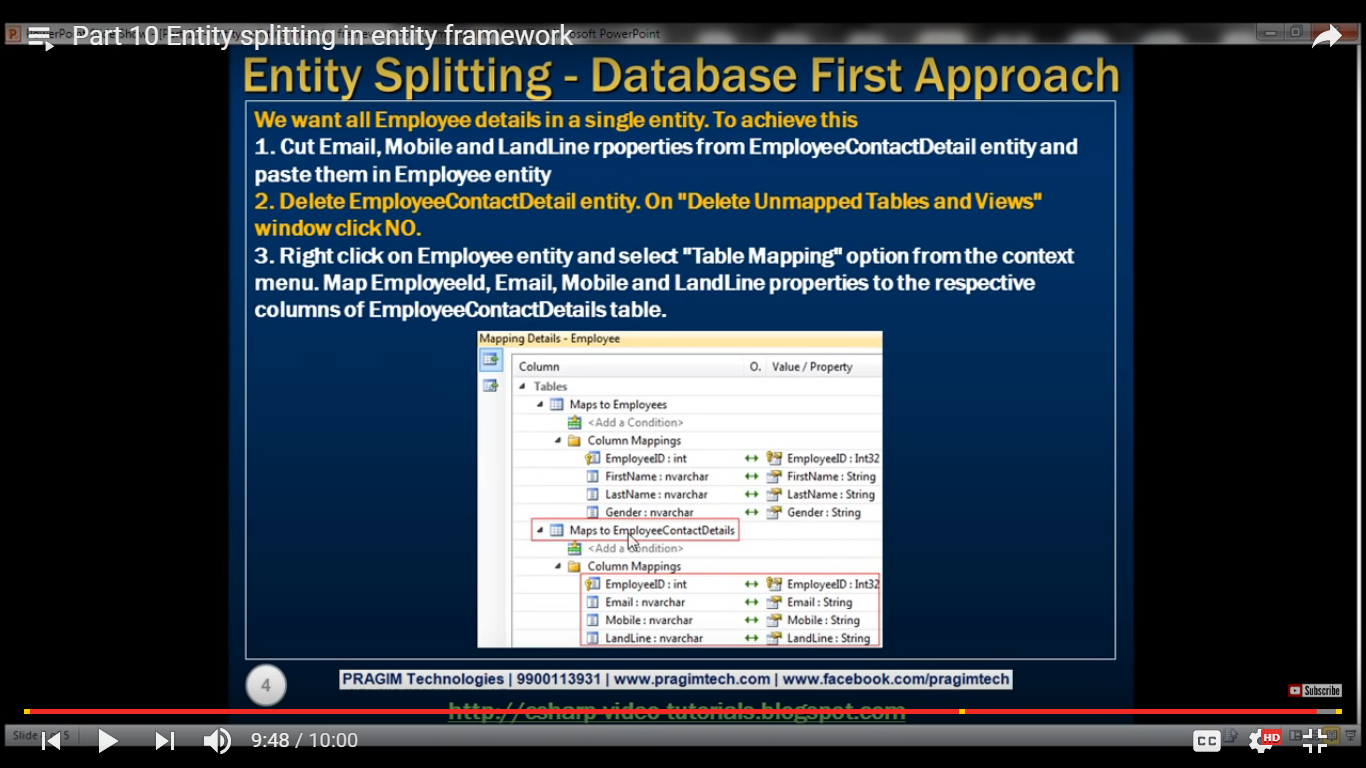 Part 10 Entity splitting in entity framework
osoft PowerPoint
Entity Splitting - Database First Approach
We want all Employee details in a single entity. To achieve this
1. Cut Email, Mobile and LandLine rpoperties from EmployeeContactDetail entity and
paste them in Employee entity
2. Delete EmployeeContactDetail entity. On "Delete Unmapped Tables and Views"
window click NO.
3. Right click on Employee entity and select "Table Mapping" option from the context
menu. Map EmployeeId, Email, Mobile and LandLine properties to the respective
columns of EmployeeContactDetails table.
Mapping Details - Employee
Column O. Value / Property
Tables
Maps to Employees
<Add a Condition>
Column Mappings
EmployeeID : int EmployeeID : Int32
FirstName : nvarchar FirstName : String
LastName : nvarchar LastName : String
Gender : nvarchar Gender : String
Maps to EmployeeContactDetails
<Add a Condition>
Column Mappings
EmployeeID : int EmployeeID : Int32
Email : nvarchar Email : String
Mobile : nvarchar Mobile : String
LandLine : nvarchar LandLine : String
4
PRAGIM Technologies | 9900113931 | www.pragimtech.com | www.facebook.com/pragimtech
Subscribe
http://csharp-video-tutorials.blogspot.com
Slide 5
9:48 / 10:00
CC
HD